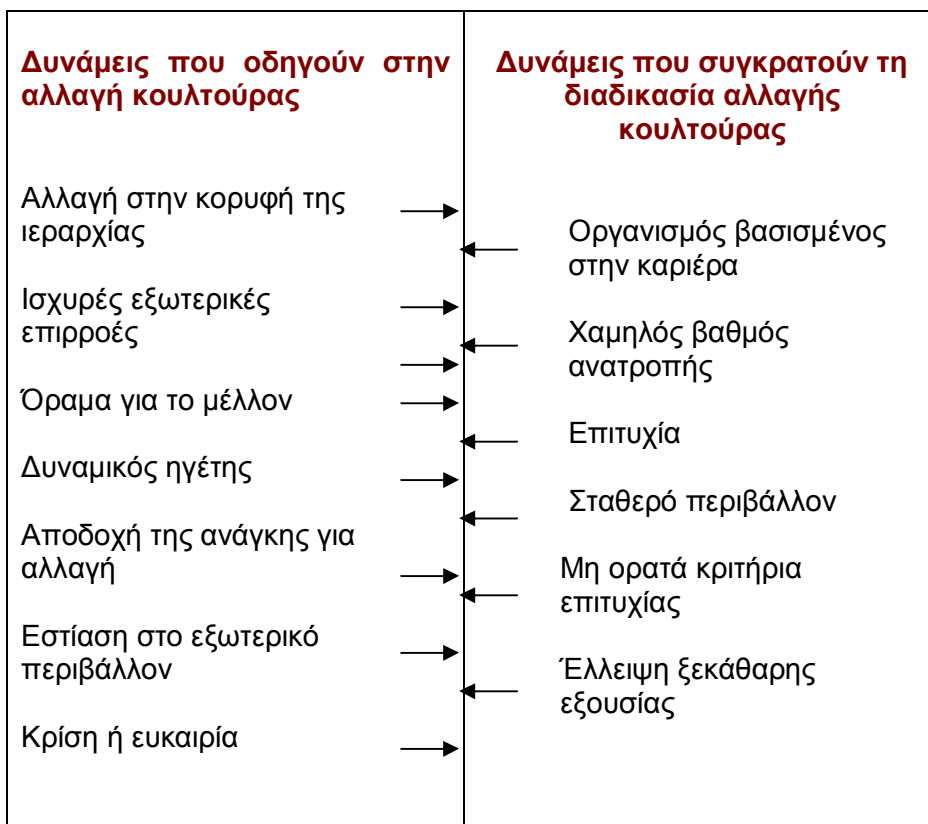 Δυνάμεις που οδηγούν στην
αλλαγή κουλτούρας
Αλλαγή στην κορυφή της
ιεραρχίας
Ισχυρές εξωτερικές
επιρροές
Όραμα για το μέλλον
Δυναμικός ηγέτης
Αποδοχή της ανάγκης για
αλλαγή
Εστίαση στο εξωτερικό
περιβάλλον
Κρίση ή ευκαιρία
Δυνάμεις που συγκρατούν τη
διαδικασία αλλαγής
κουλτούρας
Οργανισμός βασισμένος
στην καριέρα
Χαμηλός βαθμός
ανατροπής
Επιτυχία
Σταθερό περιβάλλον
Μη ορατά κριτήρια
επιτυχίας
Έλλειψη ξεκάθαρης
εξουσίας